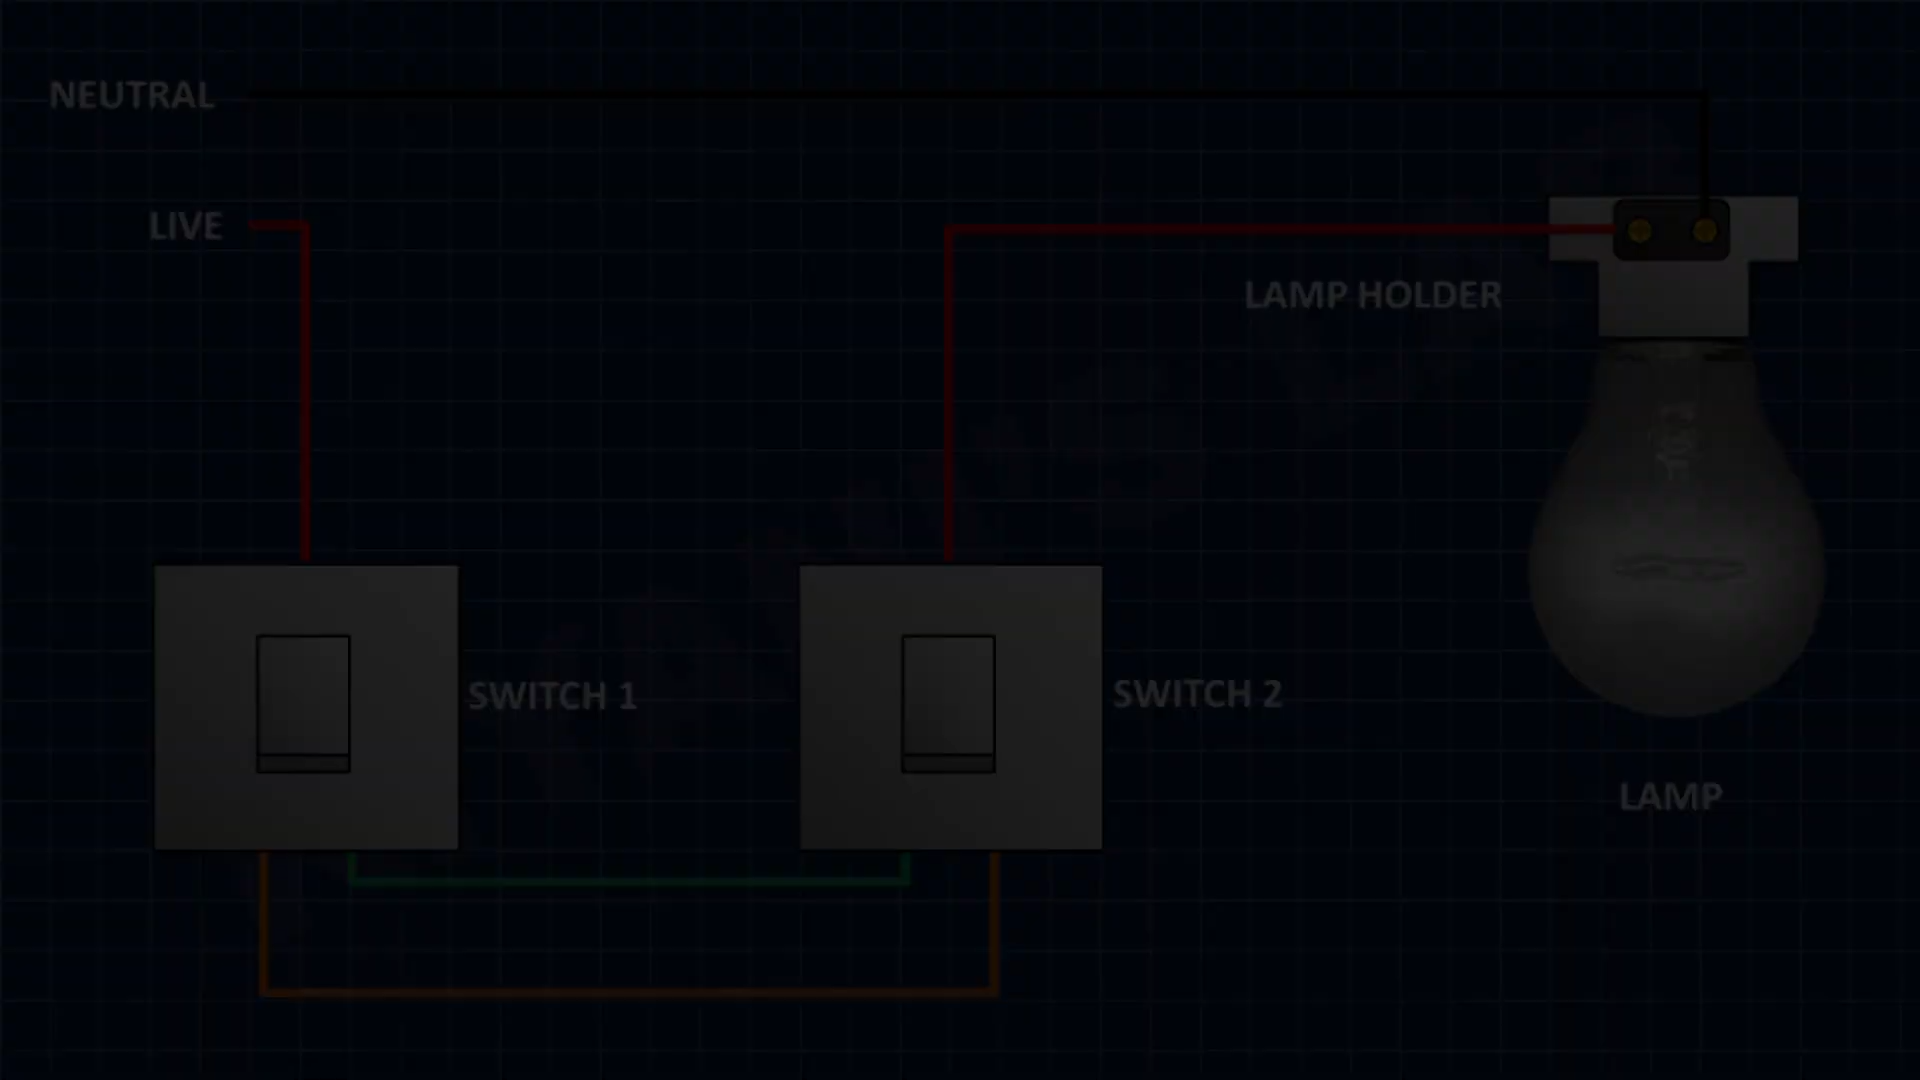 NEUTRAL
LIVE
LAMP HOLDER
SWITCH 1
SWITCH 2
LAMP